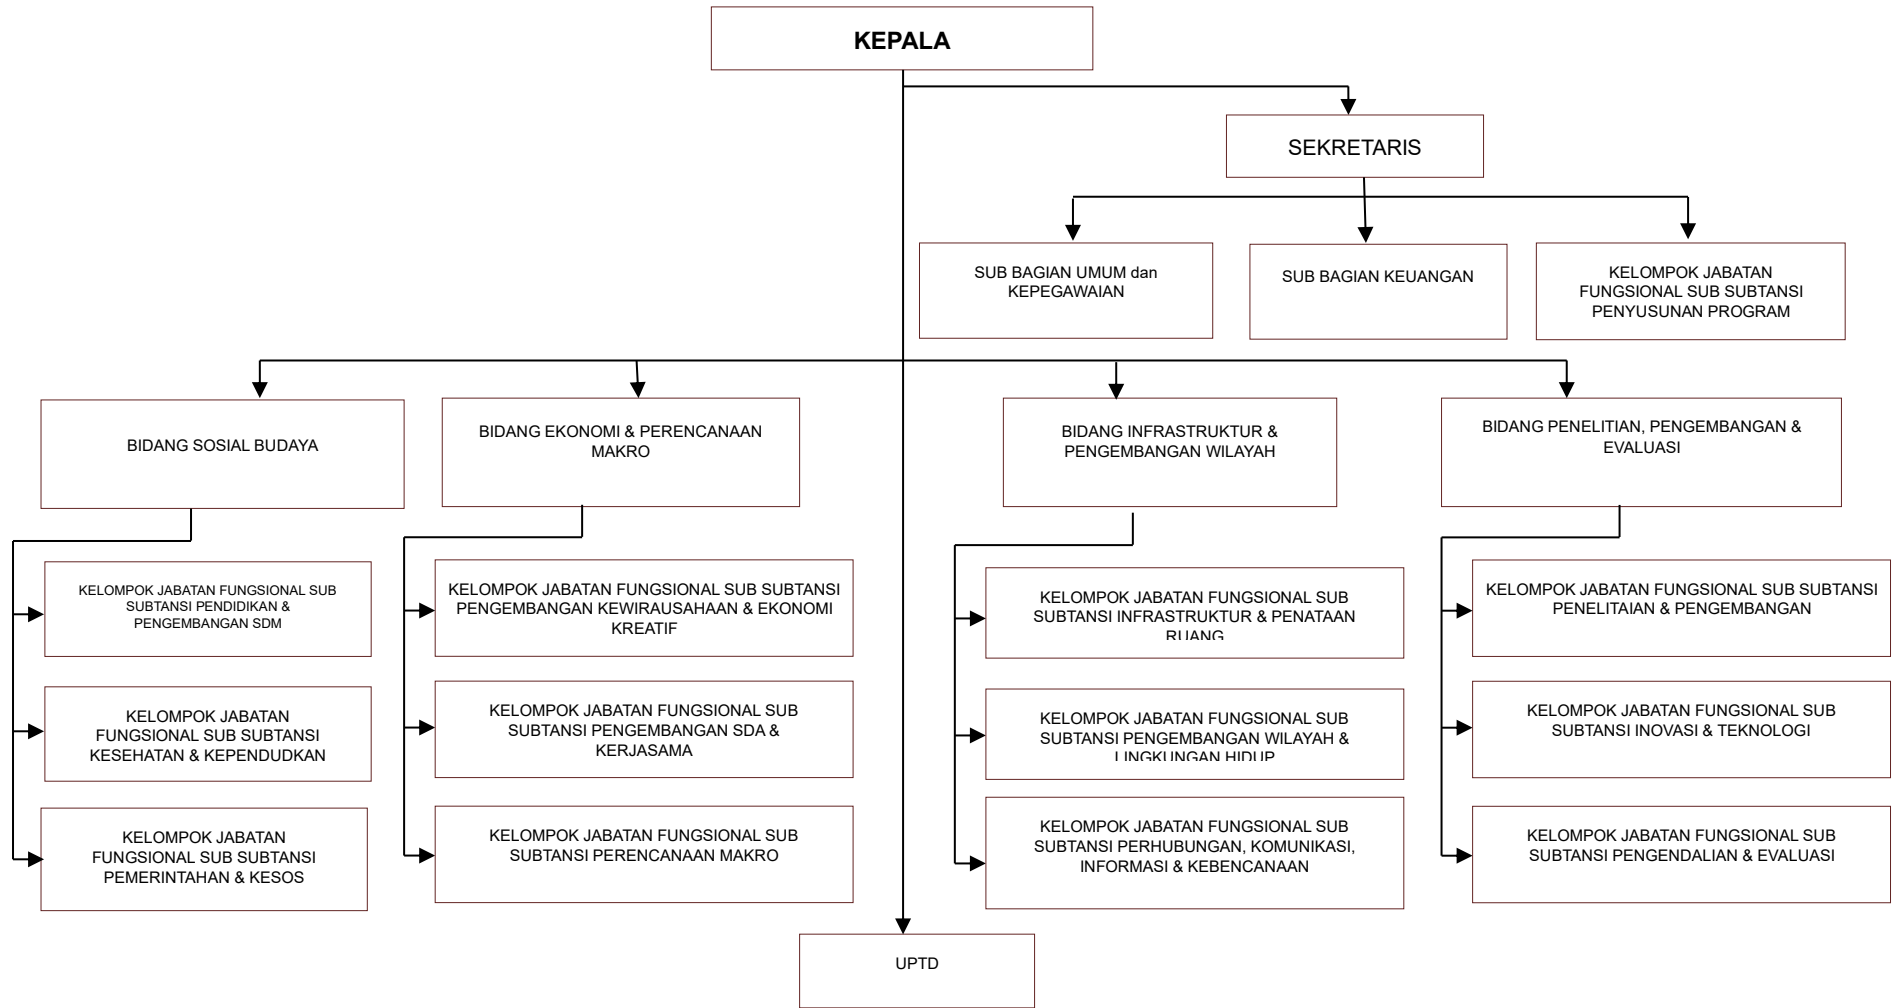 KEPALA
SEKRETARIS
SUB BAGIAN UMUM dan
KEPEGAWAIAN
SUB BAGIAN KEUANGAN
KELOMPOK JABATAN
FUNGSIONAL SUB SUBTANSI
PENYUSUNAN PROGRAM
BIDANG SOSIAL BUDAYA
BIDANG EKONOMI & PERENCANAAN
MAKRO
BIDANG INFRASTRUKTUR &
PENGEMBANGAN WILAYAH
BIDANG PENELITIAN, PENGEMBANGAN &
EVALUASI
KELOMPOK JABATAN FUNGSIONAL SUB
SUBTANSI PENDIDIKAN &
PENGEMBANGAN SDM
KELOMPOK JABATAN
FUNGSIONAL SUB SUBTANSI
KESEHATAN & KEPENDUDKAN
KELOMPOK JABATAN
FUNGSIONAL SUB SUBTANSI
PEMERINTAHAN & KESOS
KELOMPOK JABATAN FUNGSIONAL SUB SUBTANSI
PENGEMBANGAN KEWIRAUSAHAAN & EKONOMI
KREATIF
KELOMPOK JABATAN FUNGSIONAL SUB
SUBTANSI PENGEMBANGAN SDA &
KERJASAMA
KELOMPOK JABATAN FUNGSIONAL SUB
SUBTANSI PERENCANAAN MAKRO
KELOMPOK JABATAN FUNGSIONAL SUB
SUBTANSI INFRASTRUKTUR & PENATAAN
RUANG
KELOMPOK JABATAN FUNGSIONAL SUB
SUBTANSI PENGEMBANGAN WILAYAH &
LINGKUNGAN HIDUP
KELOMPOK JABATAN FUNGSIONAL SUB
SUBTANSI PERHUBUNGAN, KOMUNIKASI,
INFORMASI & KEBENCANAAN
KELOMPOK JABATAN FUNGSIONAL SUB SUBTANSI
PENELITAIAN & PENGEMBANGAN
KELOMPOK JABATAN FUNGSIONAL SUB
SUBTANSI INOVASI & TEKNOLOGI
KELOMPOK JABATAN FUNGSIONAL SUB
SUBTANSI PENGENDALIAN & EVALUASI
UPTD